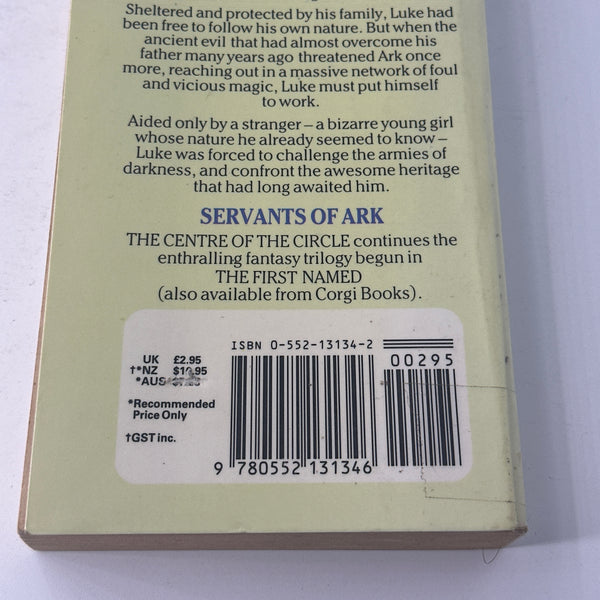 Sheltered and protected by his family, Luke had
been free to follow his own nature. But when the
ancient evil that had almost overcome his
father many years ago threatened Ark once
more, reaching out in a massive network of foul
and vicious magic, Luke must put himself
to work.
Aided only by a stranger – a bizarre young girl
whose nature he already seemed to know –
Luke was forced to challenge the armies of
darkness, and confront the awesome heritage
that had long awaited him.
SERVANTS OF ARK
THE CENTRE OF THE CIRCLE continues the
enthralling fantasy trilogy begun in
THE FIRST NAMED
(also available from Corgi Books).
ISBN 0-552-13134-2
00295
UK £2.95
†*NZ
*AUS
*Recommended
Price Only
†GST inc.
9 780552 131346